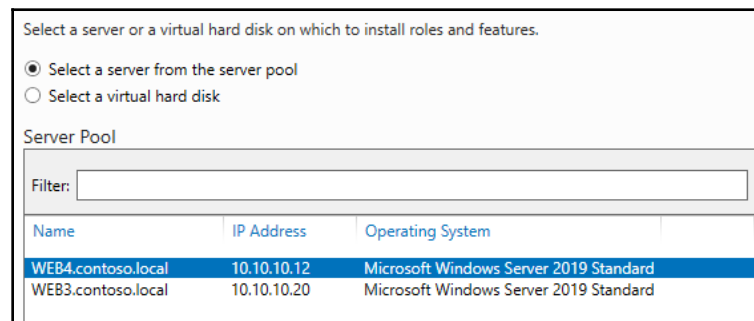 Select a server or a virtual hard disk on which to install roles and features.
Select a server from the server pool
Select a virtual hard disk
Server Pool
Filter:
Name IP Address Operating System
WEB4.contoso.local 10.10.10.12 Microsoft Windows Server 2019 Standard
WEB3.contoso.local 10.10.10.20 Microsoft Windows Server 2019 Standard